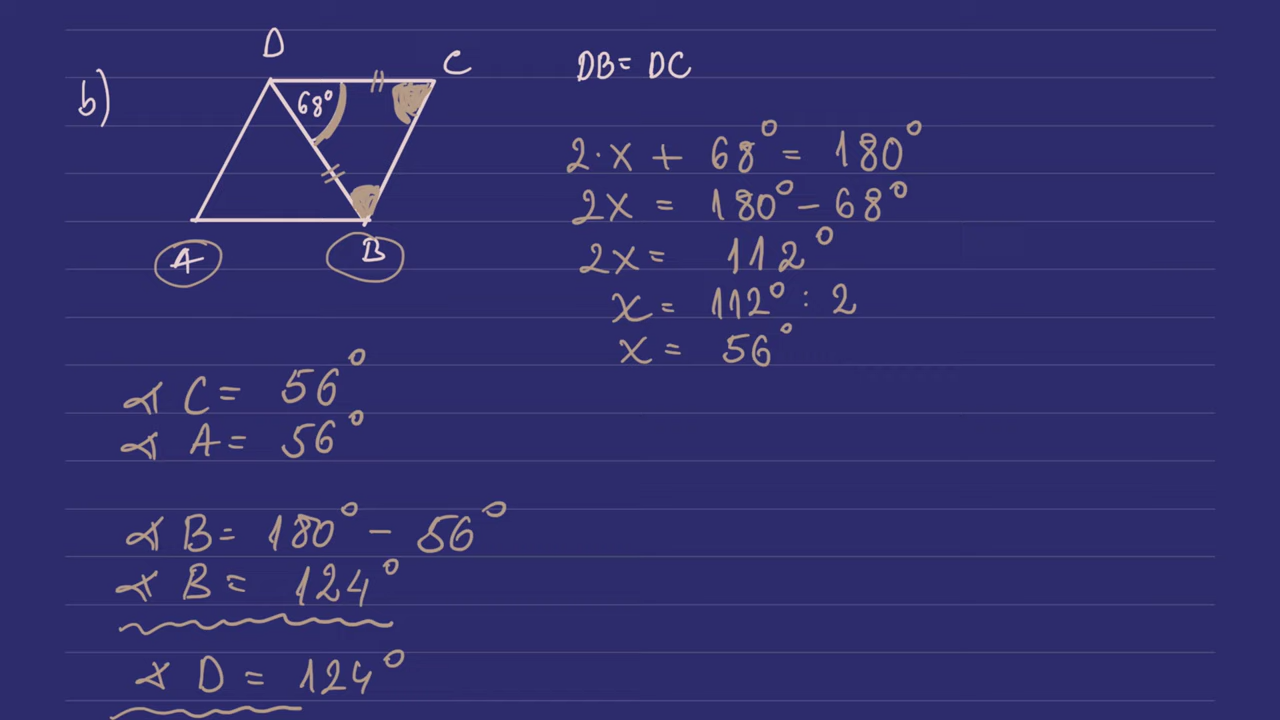 b)
D
C
68°
A
B
DB = DC
2·x + 68° = 180°
2x = 180° - 68°
2x = 112°
x = 112° : 2
x = 56°
∢ C = 56°
∢ A = 56°
∢ B = 180° - 56°
∢ B = 124°
∢ D = 124°